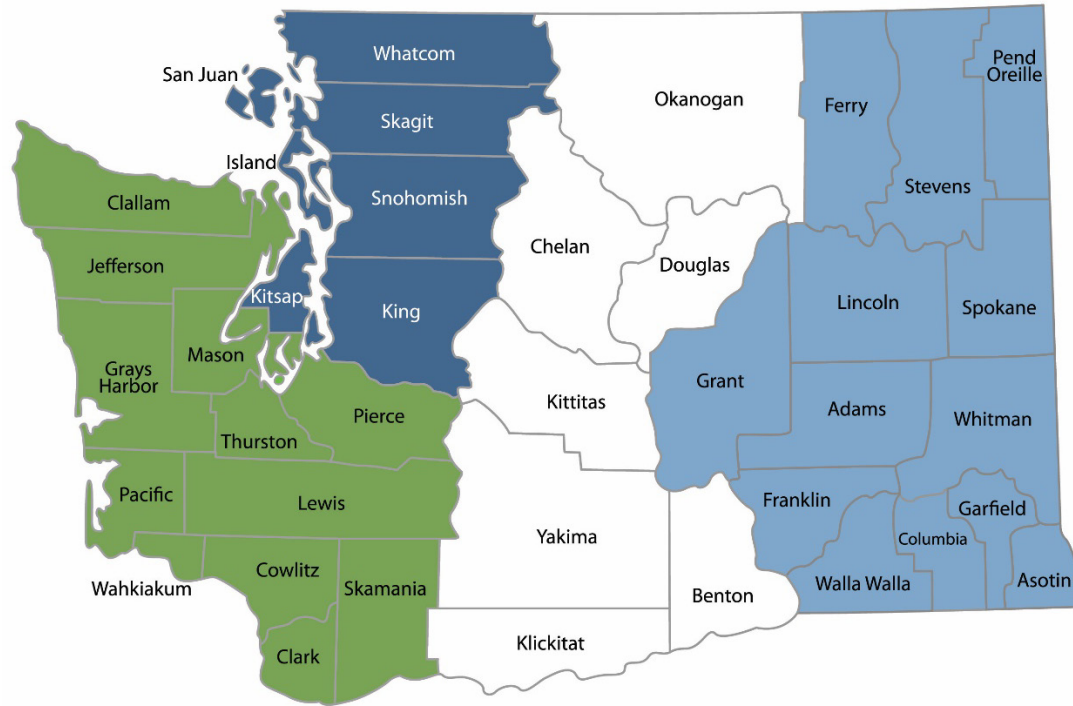 Whatcom
San Juan
Pend
Oreille
Okanogan
Ferry
Skagit
Island
Stevens
Snohomish
Clallam
Chelan
Douglas
Jefferson
Kitsap
King
Lincoln
Spokane
Mason
Grays
Harbor
Grant
Kittitas
Adams
Pierce
Whitman
Thurston
Pacific
Lewis
Franklin
Garfield
Yakima
Columbia
Cowlitz
Skamania
Wahkiakum
Walla Walla
Asotin
Benton
Klickitat
Clark